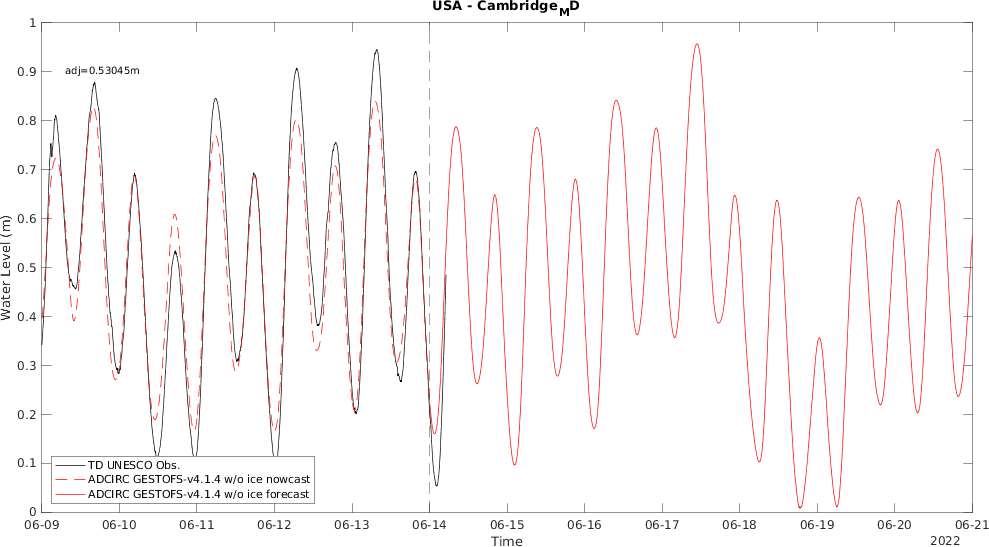 USA - Cambridge_MD
adj=0.53045m
Water Level (m)
1
0.9
0.8
0.7
0.6
0.5
0.4
0.3
0.2
0.1
0
TD UNESCO Obs.
ADCIRC GESTOFS-v4.1.4 w/o ice nowcast
ADCIRC GESTOFS-v4.1.4 w/o ice forecast
06-09 06-10 06-11 06-12 06-13 06-14 06-15 06-16 06-17 06-18 06-19 06-20 06-21
Time
2022